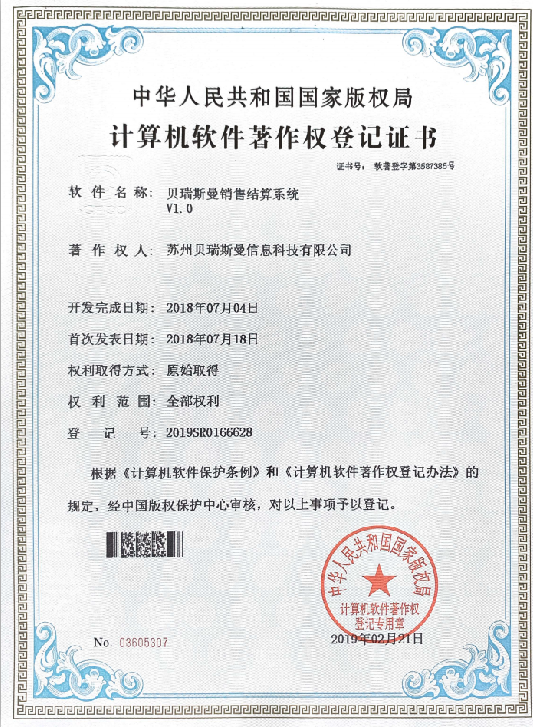 中华人民共和国国家版权局
计算机软件著作权登记证书
证书号： 软著登字第3587385号
软件名称： 贝瑞斯曼销售结算系统
V1.0
著作权人： 苏州贝瑞斯曼信息科技有限公司
开发完成日期： 2018年07月04日
首次发表日期： 2018年07月18日
权利取得方式： 原始取得
权利范围： 全部权利
登记号： 2019SR0166628
根据《计算机软件保护条例》和《计算机软件著作权登记办法》的
规定，经中国版权保护中心审核，对以上事项予以登记。
中华人民共和国国家版权局
计算机软件著作权
登记专用章
2019年02月21日
No. 03605307